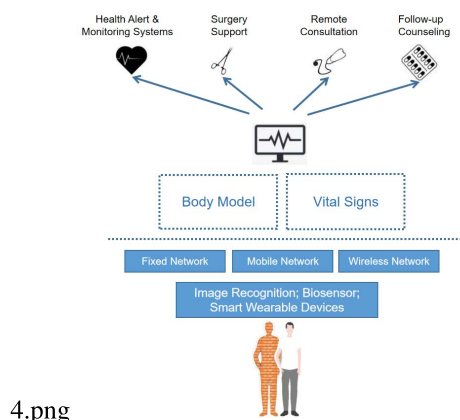 Health Alert &
Monitoring Systems
Surgery
Support
Remote
Consultation
Follow-up
Counseling
Body Model
Vital Signs
Fixed Network
Mobile Network
Wireless Network
Image Recognition; Biosensor;
Smart Wearable Devices
4.png